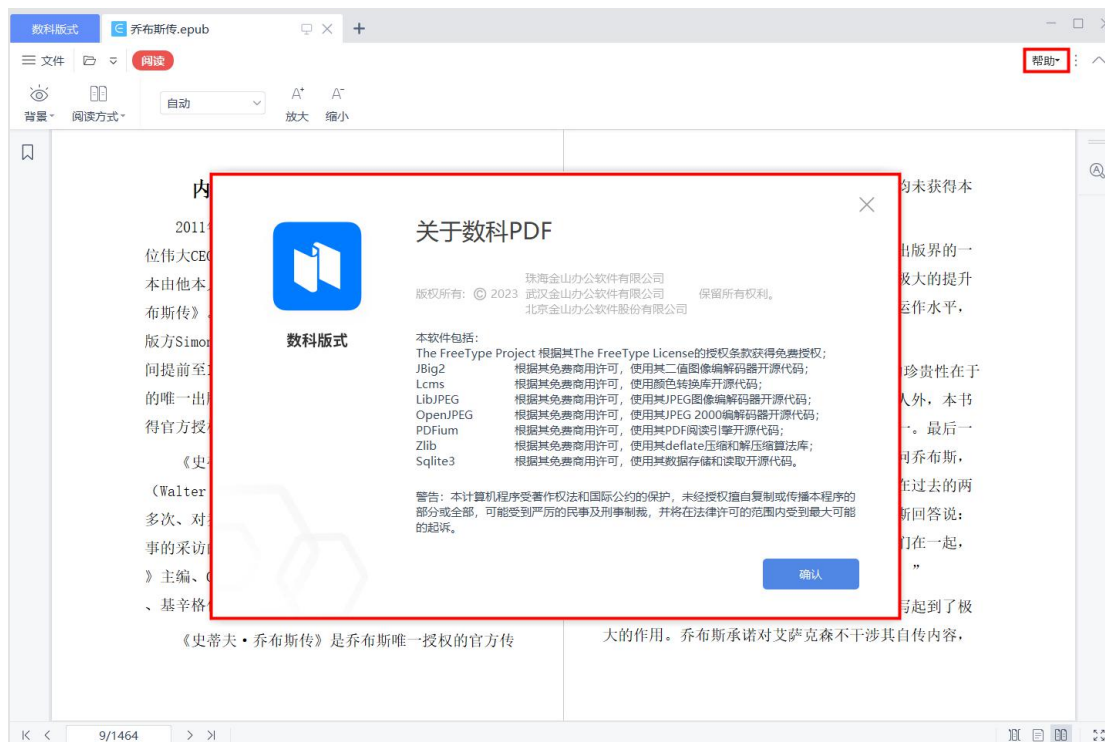 数科版式
乔布斯传.epub
文件
阅读
帮助
背景
阅读方式
自动
A+
放大
A-
缩小
内
2011
位伟大CEO
本由他本
布斯传》
版方Simo
间提前至
的唯一出
得官方授
《史
（Walter
多次、对
事的采访
》主编、
、基辛格
《史蒂夫·乔布斯传》是乔布斯唯一授权的官方传
均未获得本
出版界的一
极大的提升
运作水平，
珍贵性在于
人外，本书
一。最后一
问乔布斯，
在过去的两
斯回答说：
们在一起，
”
写起到了极
大的作用。乔布斯承诺对艾萨克森不干涉其自传内容，
数科版式
关于数科PDF
珠海金山办公软件有限公司
版权所有: © 2023 武汉金山办公软件有限公司 保留所有权利。
北京金山办公软件股份有限公司
本软件包括:
The FreeType Project 根据其The FreeType License的授权条款获得免费授权;
JBig2 根据其免费商用许可，使用其二值图像编解码器开源代码;
Lcms 根据其免费商用许可，使用颜色转换库开源代码;
LibJPEG 根据其免费商用许可，使用其JPEG图像编解码器开源代码;
OpenJPEG 根据其免费商用许可，使用其JPEG 2000编解码器开源代码;
PDFium 根据其免费商用许可，使用其PDF阅读引擎开源代码;
Zlib 根据其免费商用许可，使用其deflate压缩和解压缩算法库;
Sqlite3 根据其免费商用许可，使用其数据存储和读取开源代码。
警告: 本计算机程序受著作权法和国际公约的保护，未经授权擅自复制或传播本程序的
部分或全部，可能受到严厉的民事及刑事制裁，并将在法律许可的范围内受到最大可能
的起诉。
确认
9/1464